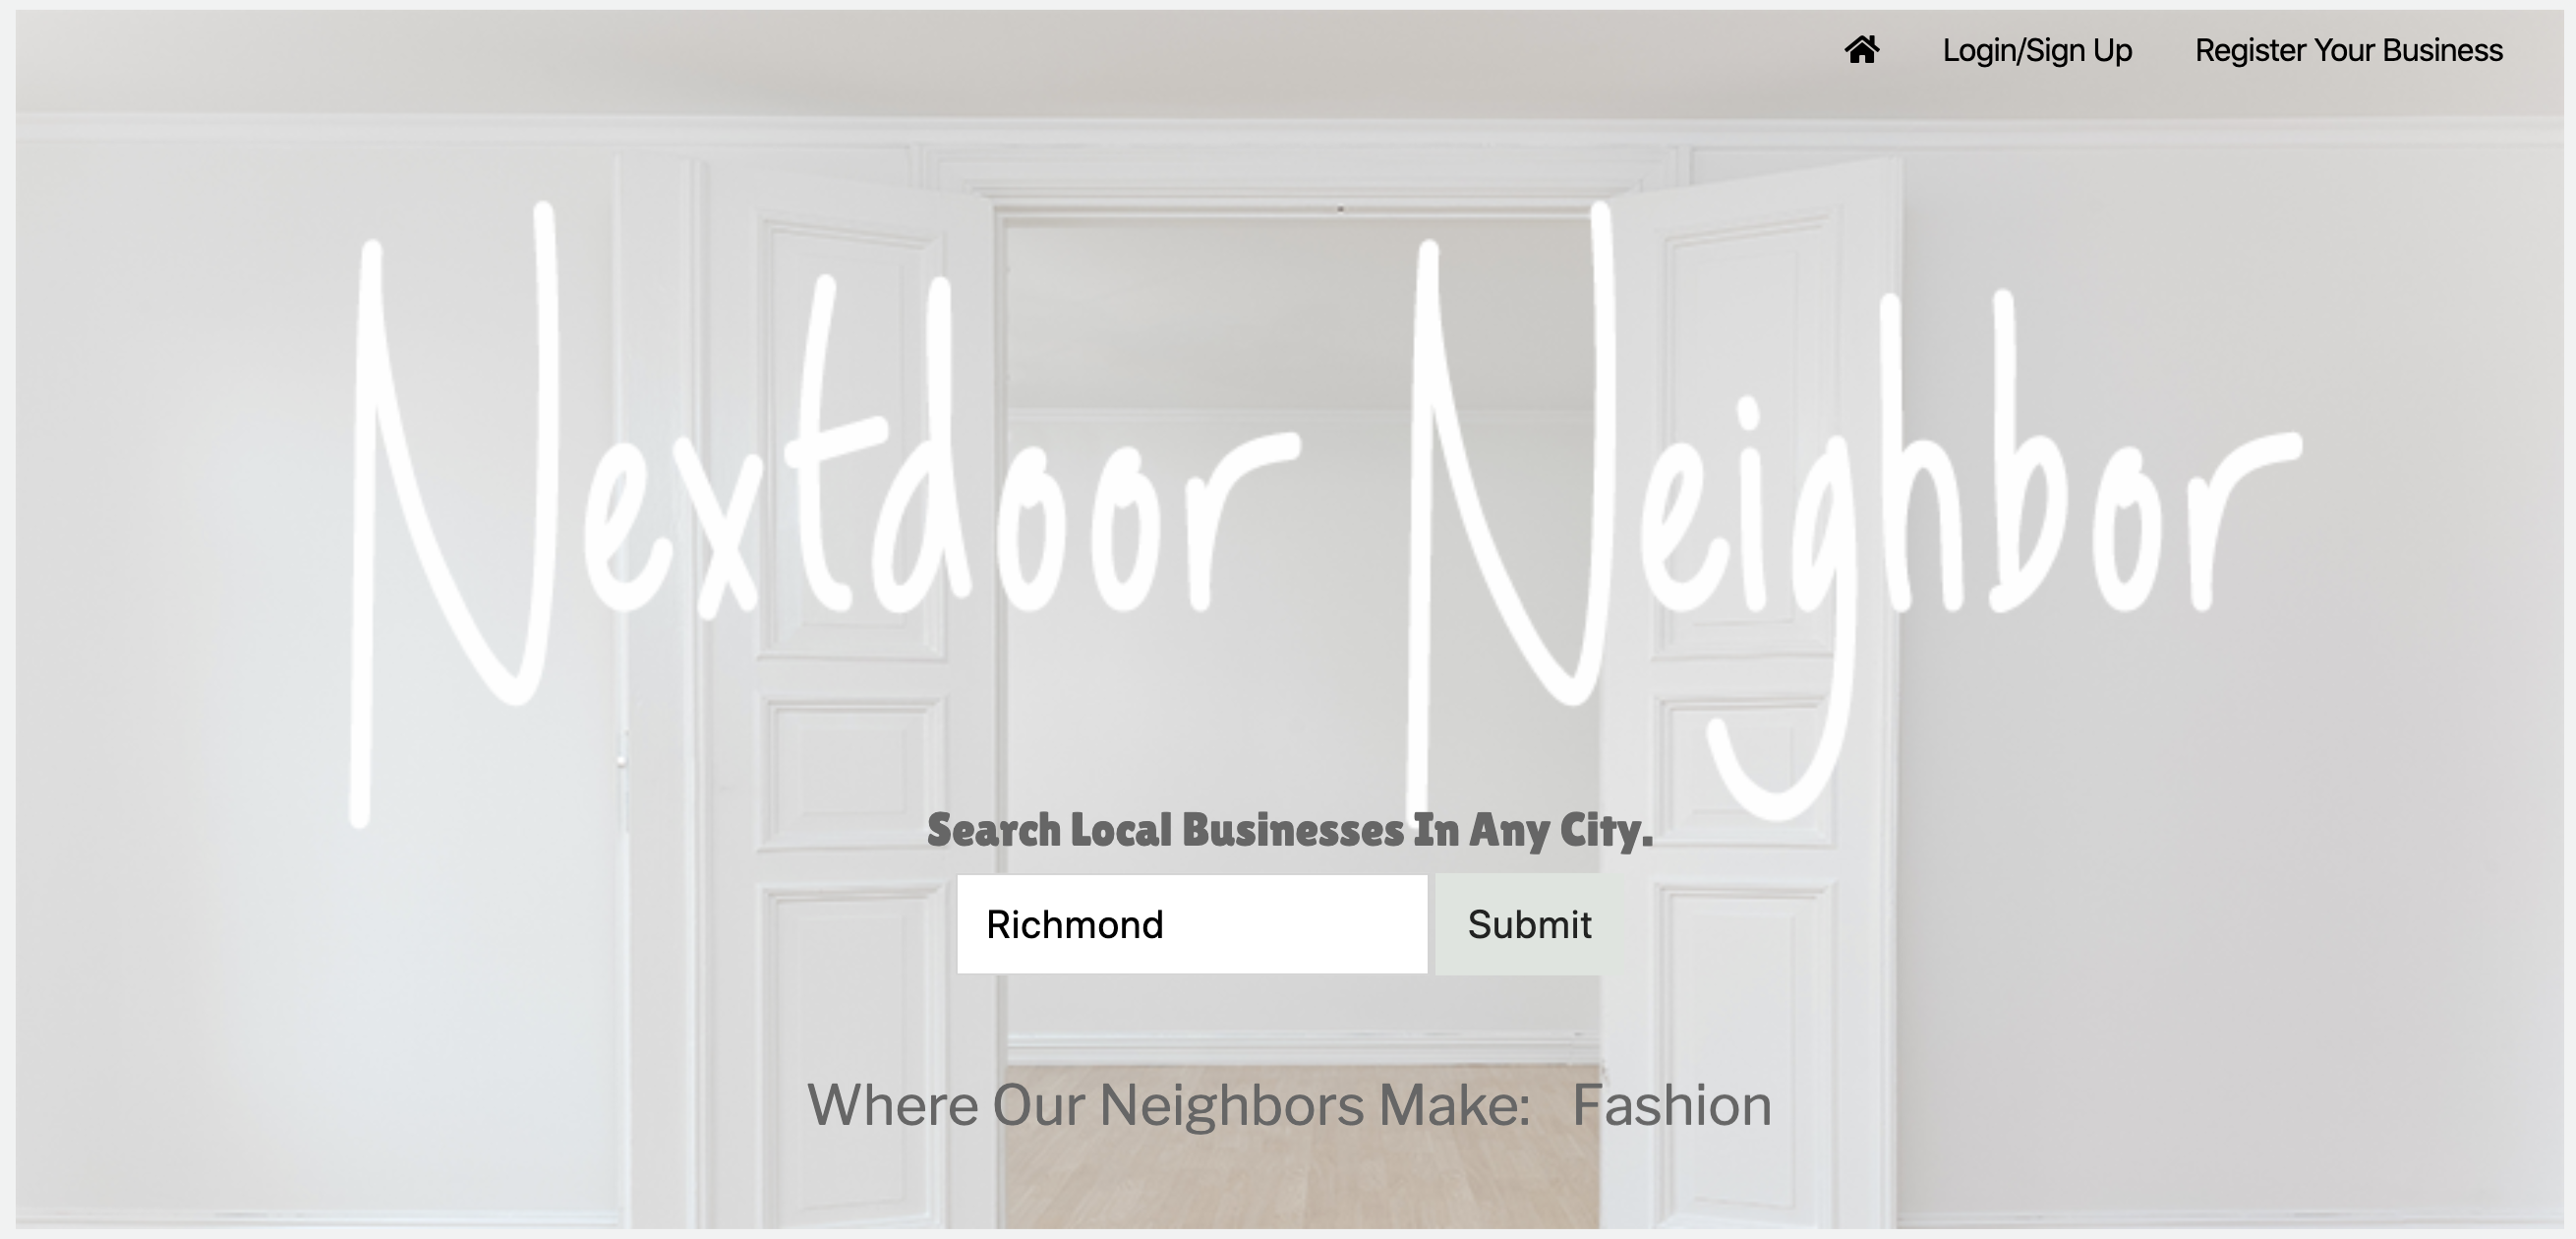 Login/Sign Up Register Your Business
Nextdoor Neighbor
Search Local Businesses In Any City.
Richmond Submit
Where Our Neighbors Make: Fashion